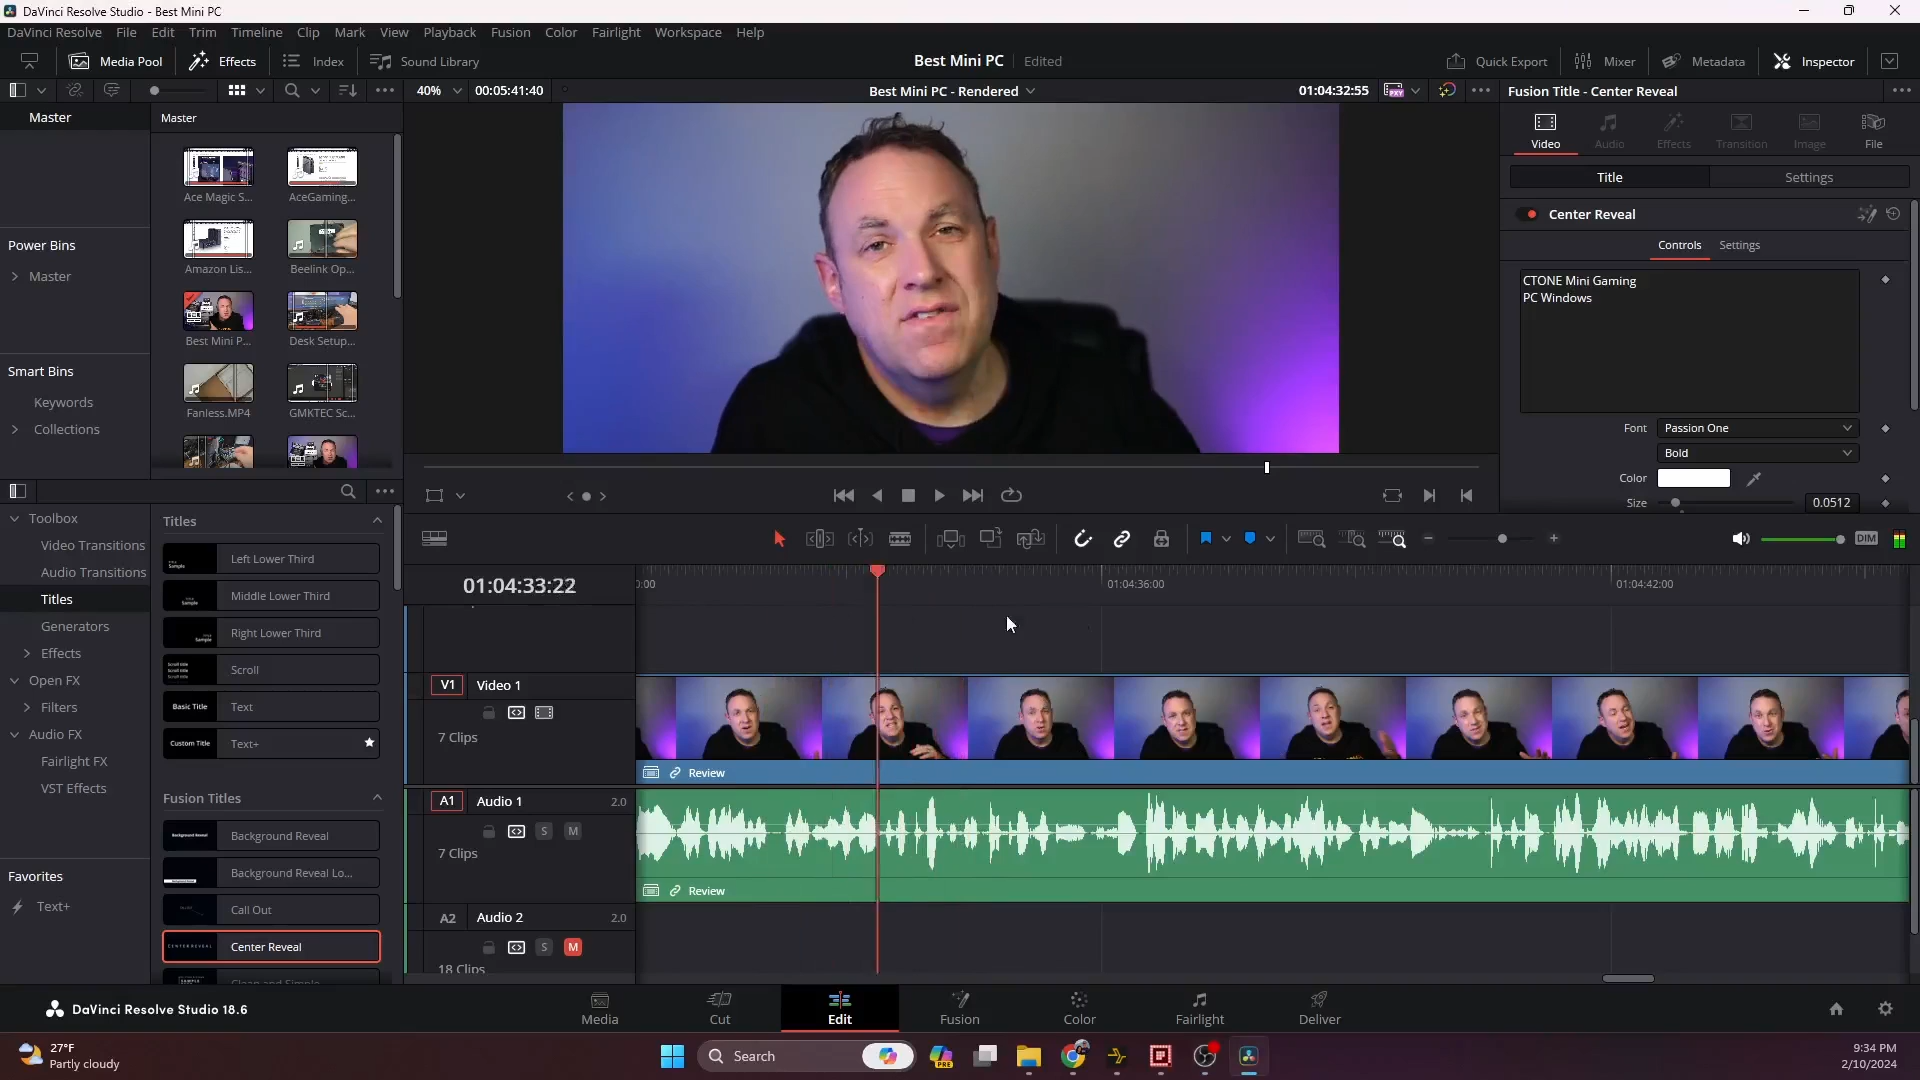 DaVinci Resolve Studio - Best Mini PC
DaVinci Resolve File Edit Trim Timeline Clip Mark View Playback Fusion Color Fairlight Workspace Help
Media Pool Effects Index Sound Library Best Mini PC Edited Quick Export Mixer Metadata Inspector
40% 00:05:41:40 Best Mini PC - Rendered 01:04:32:55 PXY Fusion Title - Center Reveal
Master Master
Video Audio Effects Transition Image File
Title Settings
Ace Magic S... AceGaming...
Center Reveal
Power Bins
Controls Settings
Master
Amazon Lis... Beelink Op...
CTONE Mini Gaming
PC Windows
Best Mini P... Desk Setup...
Smart Bins
Keywords
Fanless.MP4 GMKTEC Sc...
Collections
Font Passion One
Bold
Color
Size 0.0512
Toolbox Titles
Video Transitions
Left Lower Third
Audio Transitions
Titles
Middle Lower Third
Generators
Right Lower Third
Effects
Scroll
Open FX
Filters
Basic Title Text
Audio FX
Custom Title Text+
Fairlight FX
VST Effects
Fusion Titles
Background Reveal
Background Reveal Lo...
Favorites
Text+
Call Out
Center Reveal
DIM
01:04:33:22 0:00 01:04:36:00 01:04:42:00
V1 Video 1
7 Clips
Review
A1 Audio 1 2.0
S M
7 Clips
Review
A2 Audio 2 2.0
S M
18 Clips
DaVinci Resolve Studio 18.6
Media Cut Edit Fusion Color Fairlight Deliver
27°F
Partly cloudy
Search
PRE
9:34 PM
2/10/2024